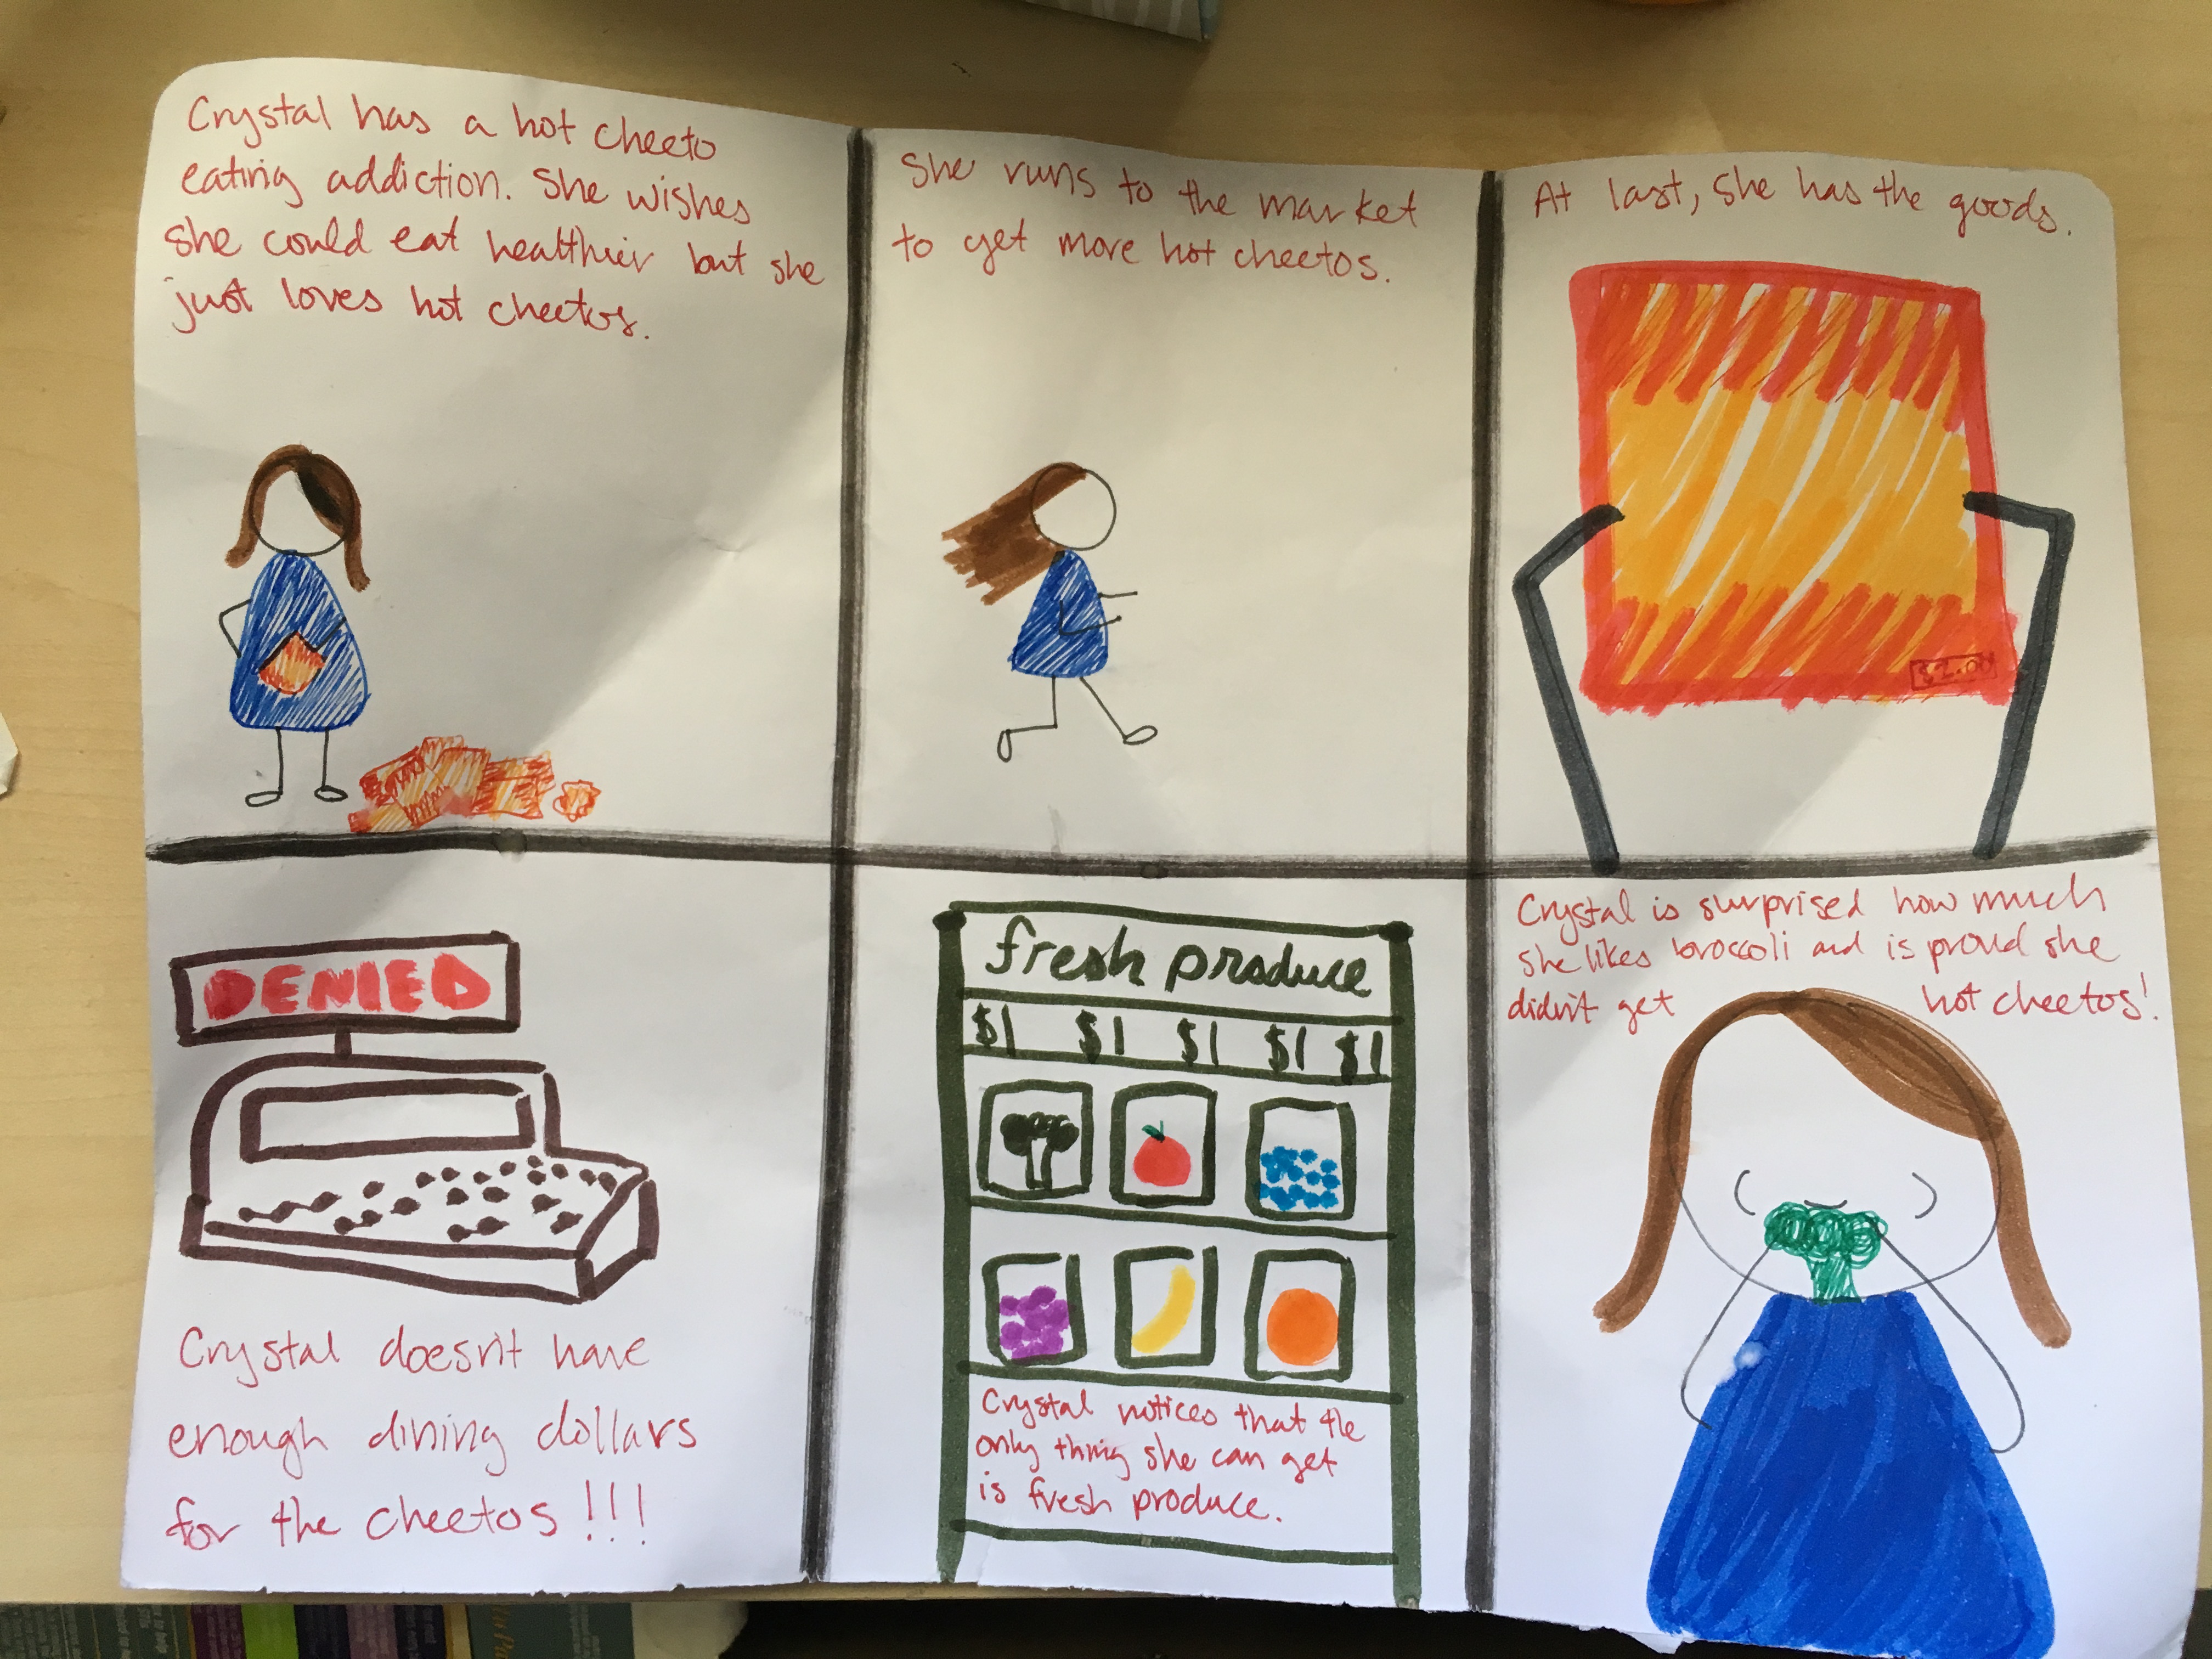 Crystal has a hot cheeto
eating addiction. She wishes
she could eat healthier but she
just loves hot cheetos.
She runs to the market
to get more hot cheetos.
At last, she has the goods.
DENIED
Crystal doesn't have
enough dining dollars
for the cheetos!!!
fresh produce
$1 $1 $1 $1 $1
Crystal notices that the
only thing she can get
is fresh produce.
Crystal is surprised how much
she likes broccoli and is proud she
didn't get hot cheetos!